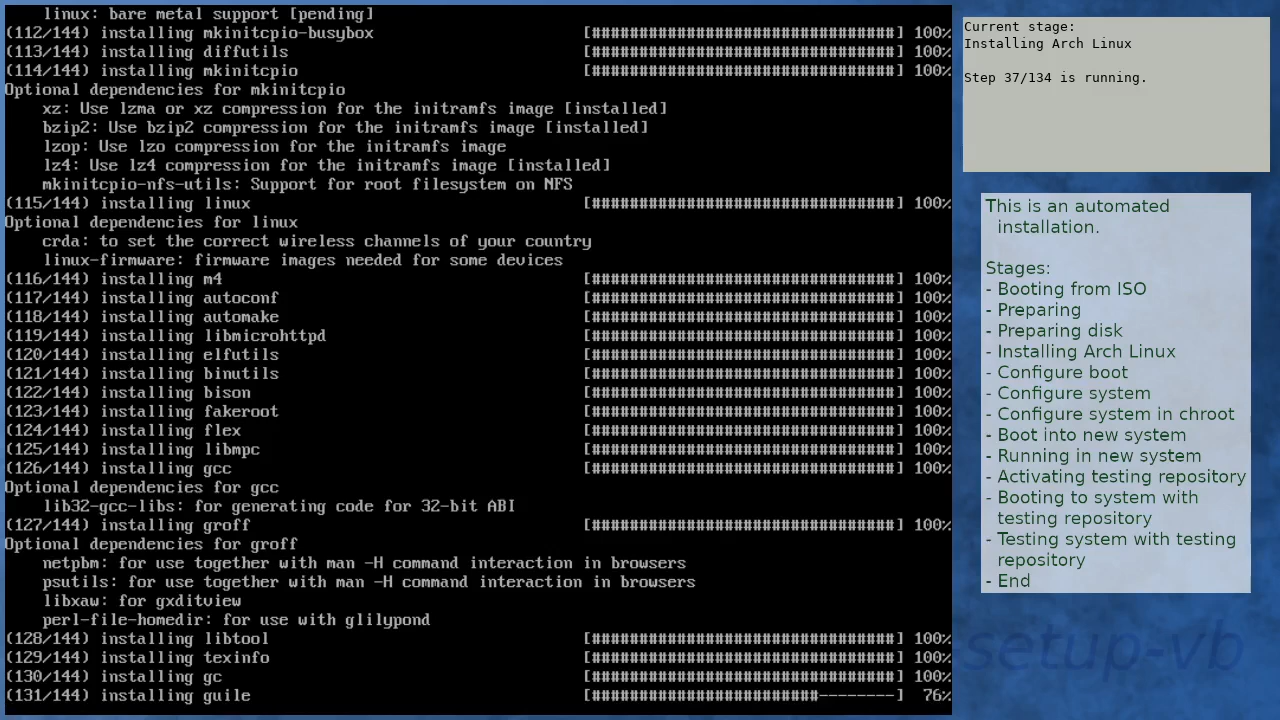 linux: bare metal support [pending]
(112/144) installing mkinitcpio-busybox [################################] 100%
(113/144) installing diffutils [################################] 100%
(114/144) installing mkinitcpio [################################] 100%
Optional dependencies for mkinitcpio
xz: Use lzma or xz compression for the initramfs image [installed]
bzip2: Use bzip2 compression for the initramfs image [installed]
lzop: Use lzo compression for the initramfs image
lz4: Use lz4 compression for the initramfs image [installed]
mkinitcpio-nfs-utils: Support for root filesystem on NFS
(115/144) installing linux [################################] 100%
Optional dependencies for linux
crda: to set the correct wireless channels of your country
linux-firmware: firmware images needed for some devices
(116/144) installing m4 [################################] 100%
(117/144) installing autoconf [################################] 100%
(118/144) installing automake [################################] 100%
(119/144) installing libmicrohttpd [################################] 100%
(120/144) installing elfutils [################################] 100%
(121/144) installing binutils [################################] 100%
(122/144) installing bison [################################] 100%
(123/144) installing fakeroot [################################] 100%
(124/144) installing flex [################################] 100%
(125/144) installing libmpc [################################] 100%
(126/144) installing gcc [################################] 100%
Optional dependencies for gcc
lib32-gcc-libs: for generating code for 32-bit ABI
(127/144) installing groff [################################] 100%
Optional dependencies for groff
netpbm: for use together with man -H command interaction in browsers
psutils: for use together with man -H command interaction in browsers
libxaw: for gxditview
perl-file-homedir: for use with glilypond
(128/144) installing libtool [################################] 100%
(129/144) installing texinfo [################################] 100%
(130/144) installing gc [################################] 100%
(131/144) installing guile [########################--------] 76%
Current stage:
Installing Arch Linux
Step 37/134 is running.
This is an automated
installation.
Stages:
- Booting from ISO
- Preparing
- Preparing disk
- Installing Arch Linux
- Configure boot
- Configure system
- Configure system in chroot
- Boot into new system
- Running in new system
- Activating testing repository
- Booting to system with
testing repository
- Testing system with testing
repository
- End
setup-vb